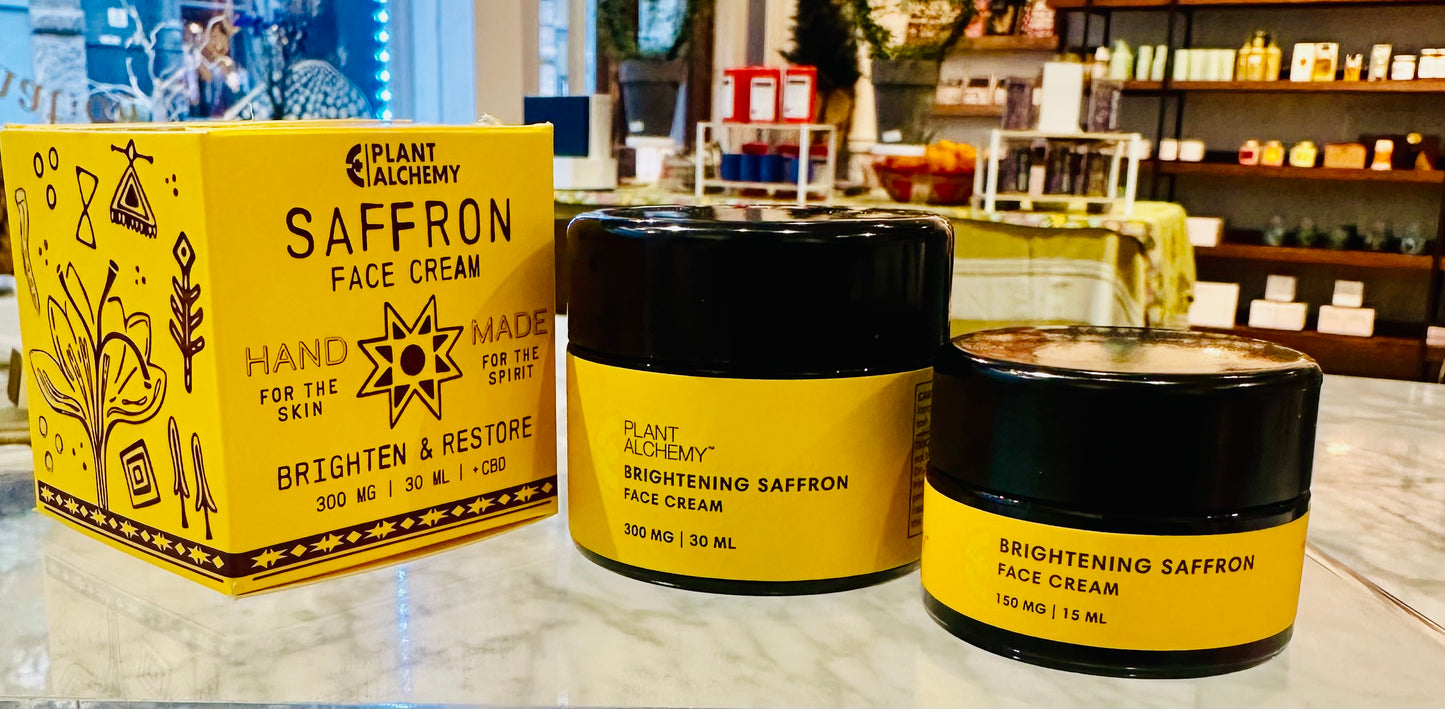 PLANT
ALCHEMY
SAFFRON
FACE CREAM
HAND MADE
FOR THE SKIN
FOR THE SPIRIT
BRIGHTEN & RESTORE
300 MG | 30 ML | +CBD
PLANT
ALCHEMY™
BRIGHTENING SAFFRON
FACE CREAM
300 MG | 30 ML
BRIGHTENING SAFFRON
FACE CREAM
150 MG | 15 ML